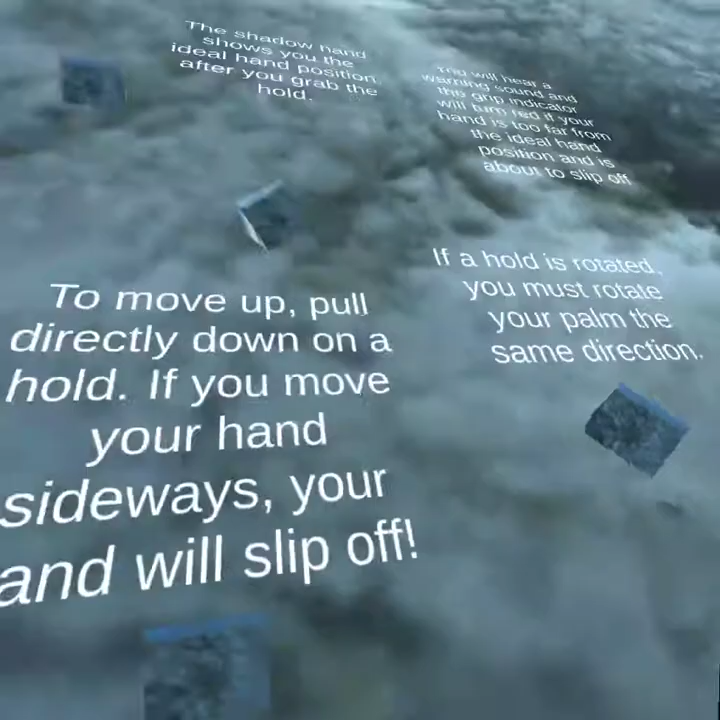 The shadow hand
shows you the
ideal hand position
after you grab the
hold.
You will hear a
warning sound and
the grip indicator
will turn red if your
hand is too far from
the ideal hand
position and is
about to slip off
If a hold is rotated,
you must rotate
your palm the
same direction.
To move up, pull
directly down on a
hold. If you move
your hand
sideways, your
and will slip off!